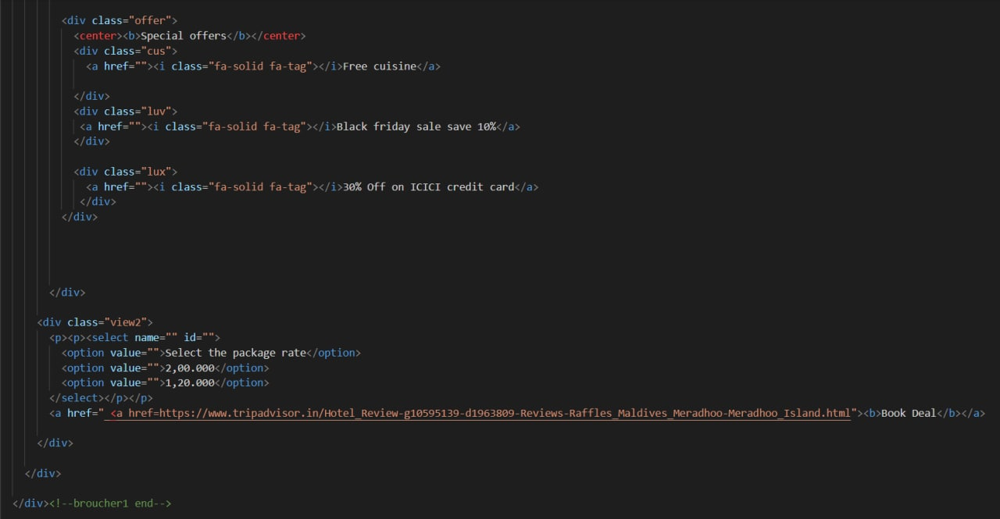 <div class="offer">
<center><b>Special offers</b></center>
<div class="cus">
<a href=""><i class="fa-solid fa-tag"></i>Free cuisine</a>
</div>
<div class="luv">
<a href=""><i class="fa-solid fa-tag"></i>Black friday sale save 10%</a>
</div>
<div class="lux">
<a href=""><i class="fa-solid fa-tag"></i>30% Off on ICICI credit card</a>
</div>
</div>
</div>
<div class="view2">
<p><p><select name="" id="">
<option value="">Select the package rate</option>
<option value="">2,00.000</option>
<option value="">1,20.000</option>
</select></p></p>
<a href=" <a href=https://www.tripadvisor.in/Hotel_Review-g10595139-d1963809-Reviews-Raffles_Maldives_Meradhoo-Meradhoo_Island.html"><b>Book Deal</b></a>
</div>
</div>
</div><!--broucher1 end-->